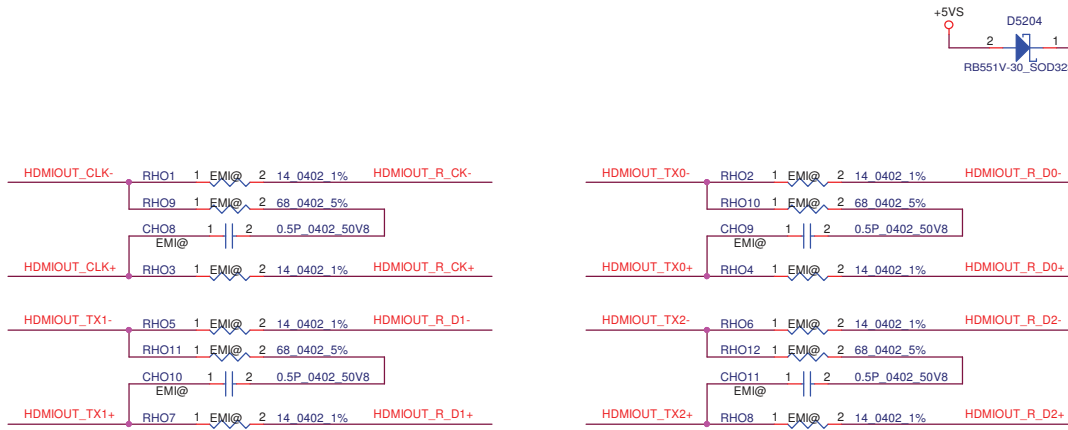 +5VS
D5204
2 1
RB551V-30_SOD323
HDMIOUT_CLK- RHO1 1 EMI@ 2 14_0402_1% HDMIOUT_R_CK-
RHO9 1 EMI@ 2 68_0402_5%
CHO8 1 2 0.5P_0402_50V8
EMI@
HDMIOUT_CLK+ RHO3 1 EMI@ 2 14_0402_1% HDMIOUT_R_CK+
HDMIOUT_TX1- RHO5 1 EMI@ 2 14_0402_1% HDMIOUT_R_D1-
RHO11 1 EMI@ 2 68_0402_5%
CHO10 1 2 0.5P_0402_50V8
EMI@
HDMIOUT_TX1+ RHO7 1 EMI@ 2 14_0402_1% HDMIOUT_R_D1+
HDMIOUT_TX0- RHO2 1 EMI@ 2 14_0402_1% HDMIOUT_R_D0-
RHO10 1 EMI@ 2 68_0402_5%
CHO9 1 2 0.5P_0402_50V8
EMI@
HDMIOUT_TX0+ RHO4 1 EMI@ 2 14_0402_1% HDMIOUT_R_D0+
HDMIOUT_TX2- RHO6 1 EMI@ 2 14_0402_1% HDMIOUT_R_D2-
RHO12 1 EMI@ 2 68_0402_5%
CHO11 1 2 0.5P_0402_50V8
EMI@
HDMIOUT_TX2+ RHO8 1 EMI@ 2 14_0402_1% HDMIOUT_R_D2+